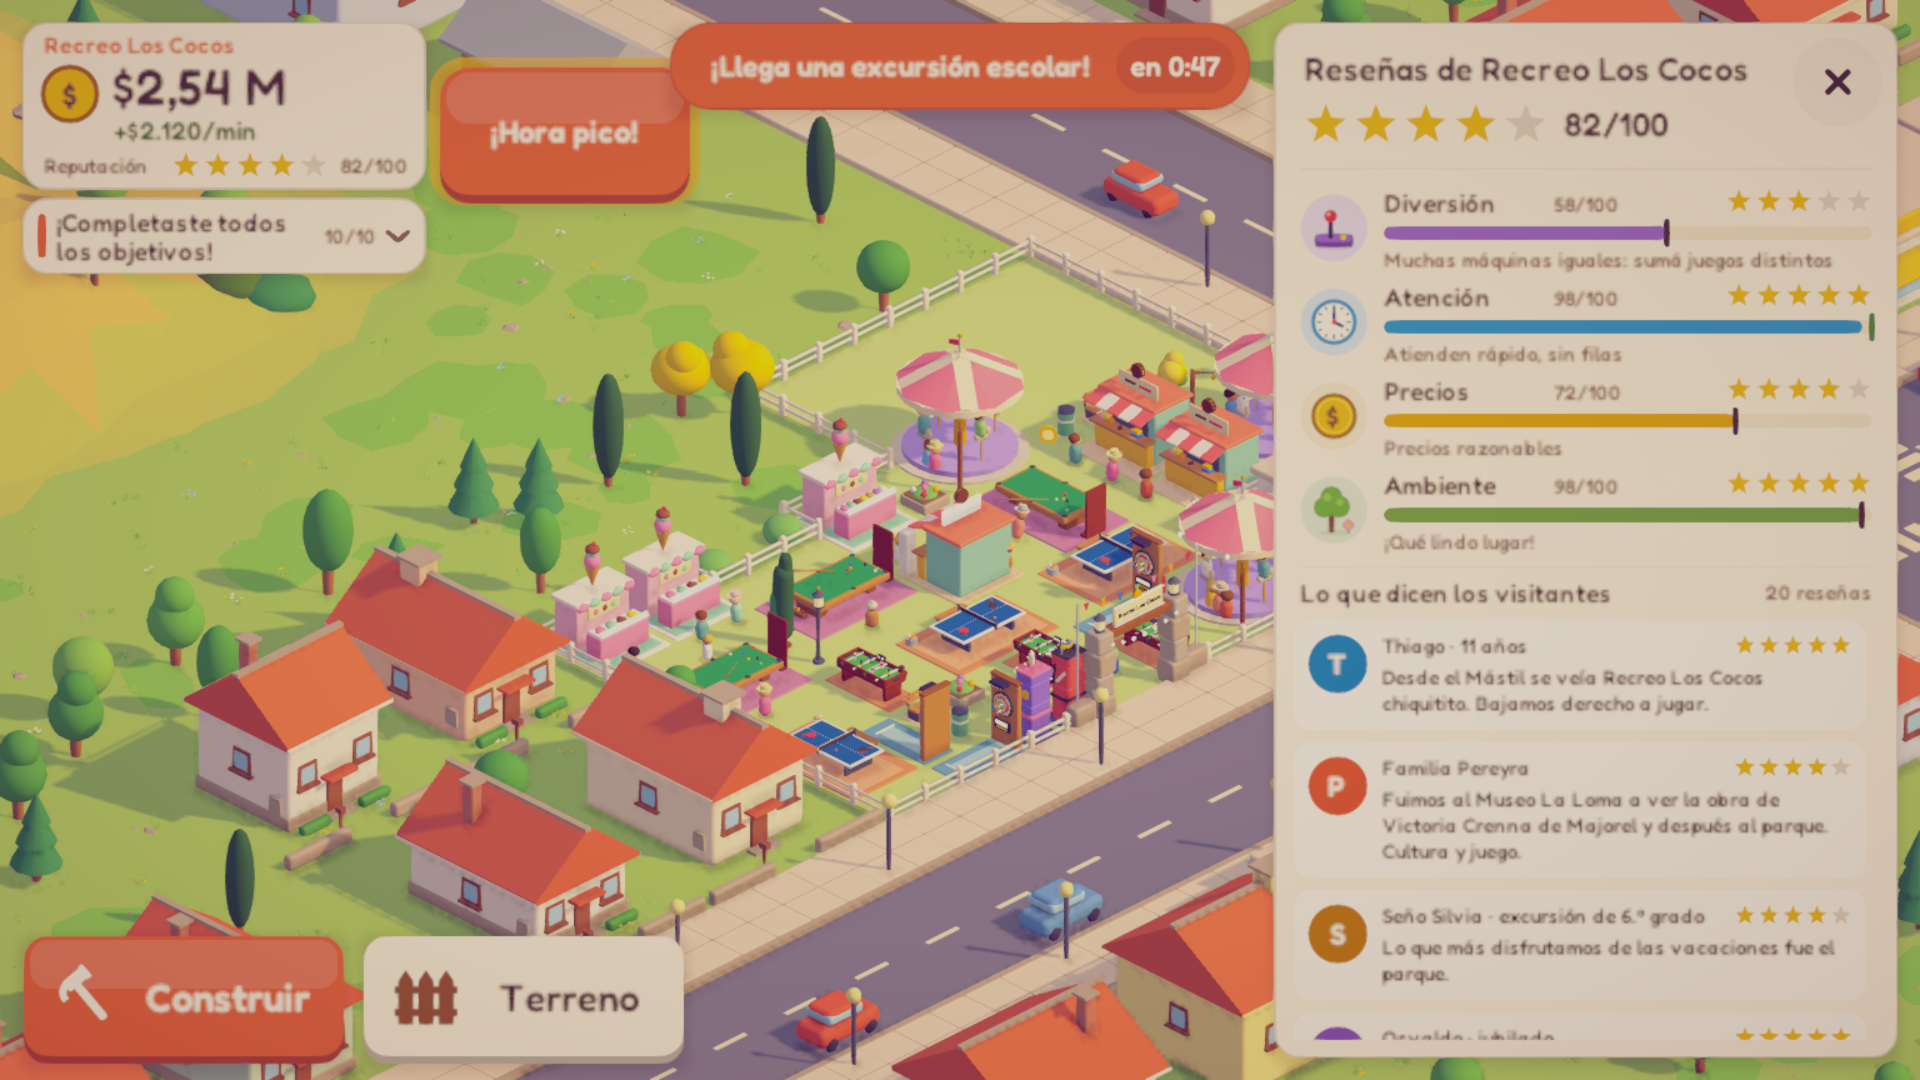 Recreo Los Cocos
$2,54 M
+$2.120/min
Reputación 82/100
¡Completaste todos
los objetivos!
10/10
¡Hora pico!
¡Llega una excursión escolar! en 0:47
Construir
Terreno
Reseñas de Recreo Los Cocos
82/100
Diversión 58/100
Muchas máquinas iguales: sumá juegos distintos
Atención 98/100
Atienden rápido, sin filas
Precios 72/100
Precios razonables
Ambiente 98/100
¡Qué lindo lugar!
Lo que dicen los visitantes 20 reseñas
T
Thiago · 11 años
Desde el Mástil se veía Recreo Los Cocos
chiquitito. Bajamos derecho a jugar.
P
Familia Pereyra
Fuimos al Museo La Loma a ver la obra de
Victoria Crenna de Majorel y después al parque.
Cultura y juego.
S
Seño Silvia · excursión de 6.º grado
Lo que más disfrutamos de las vacaciones fue el
parque.
Osvaldo · jubilado